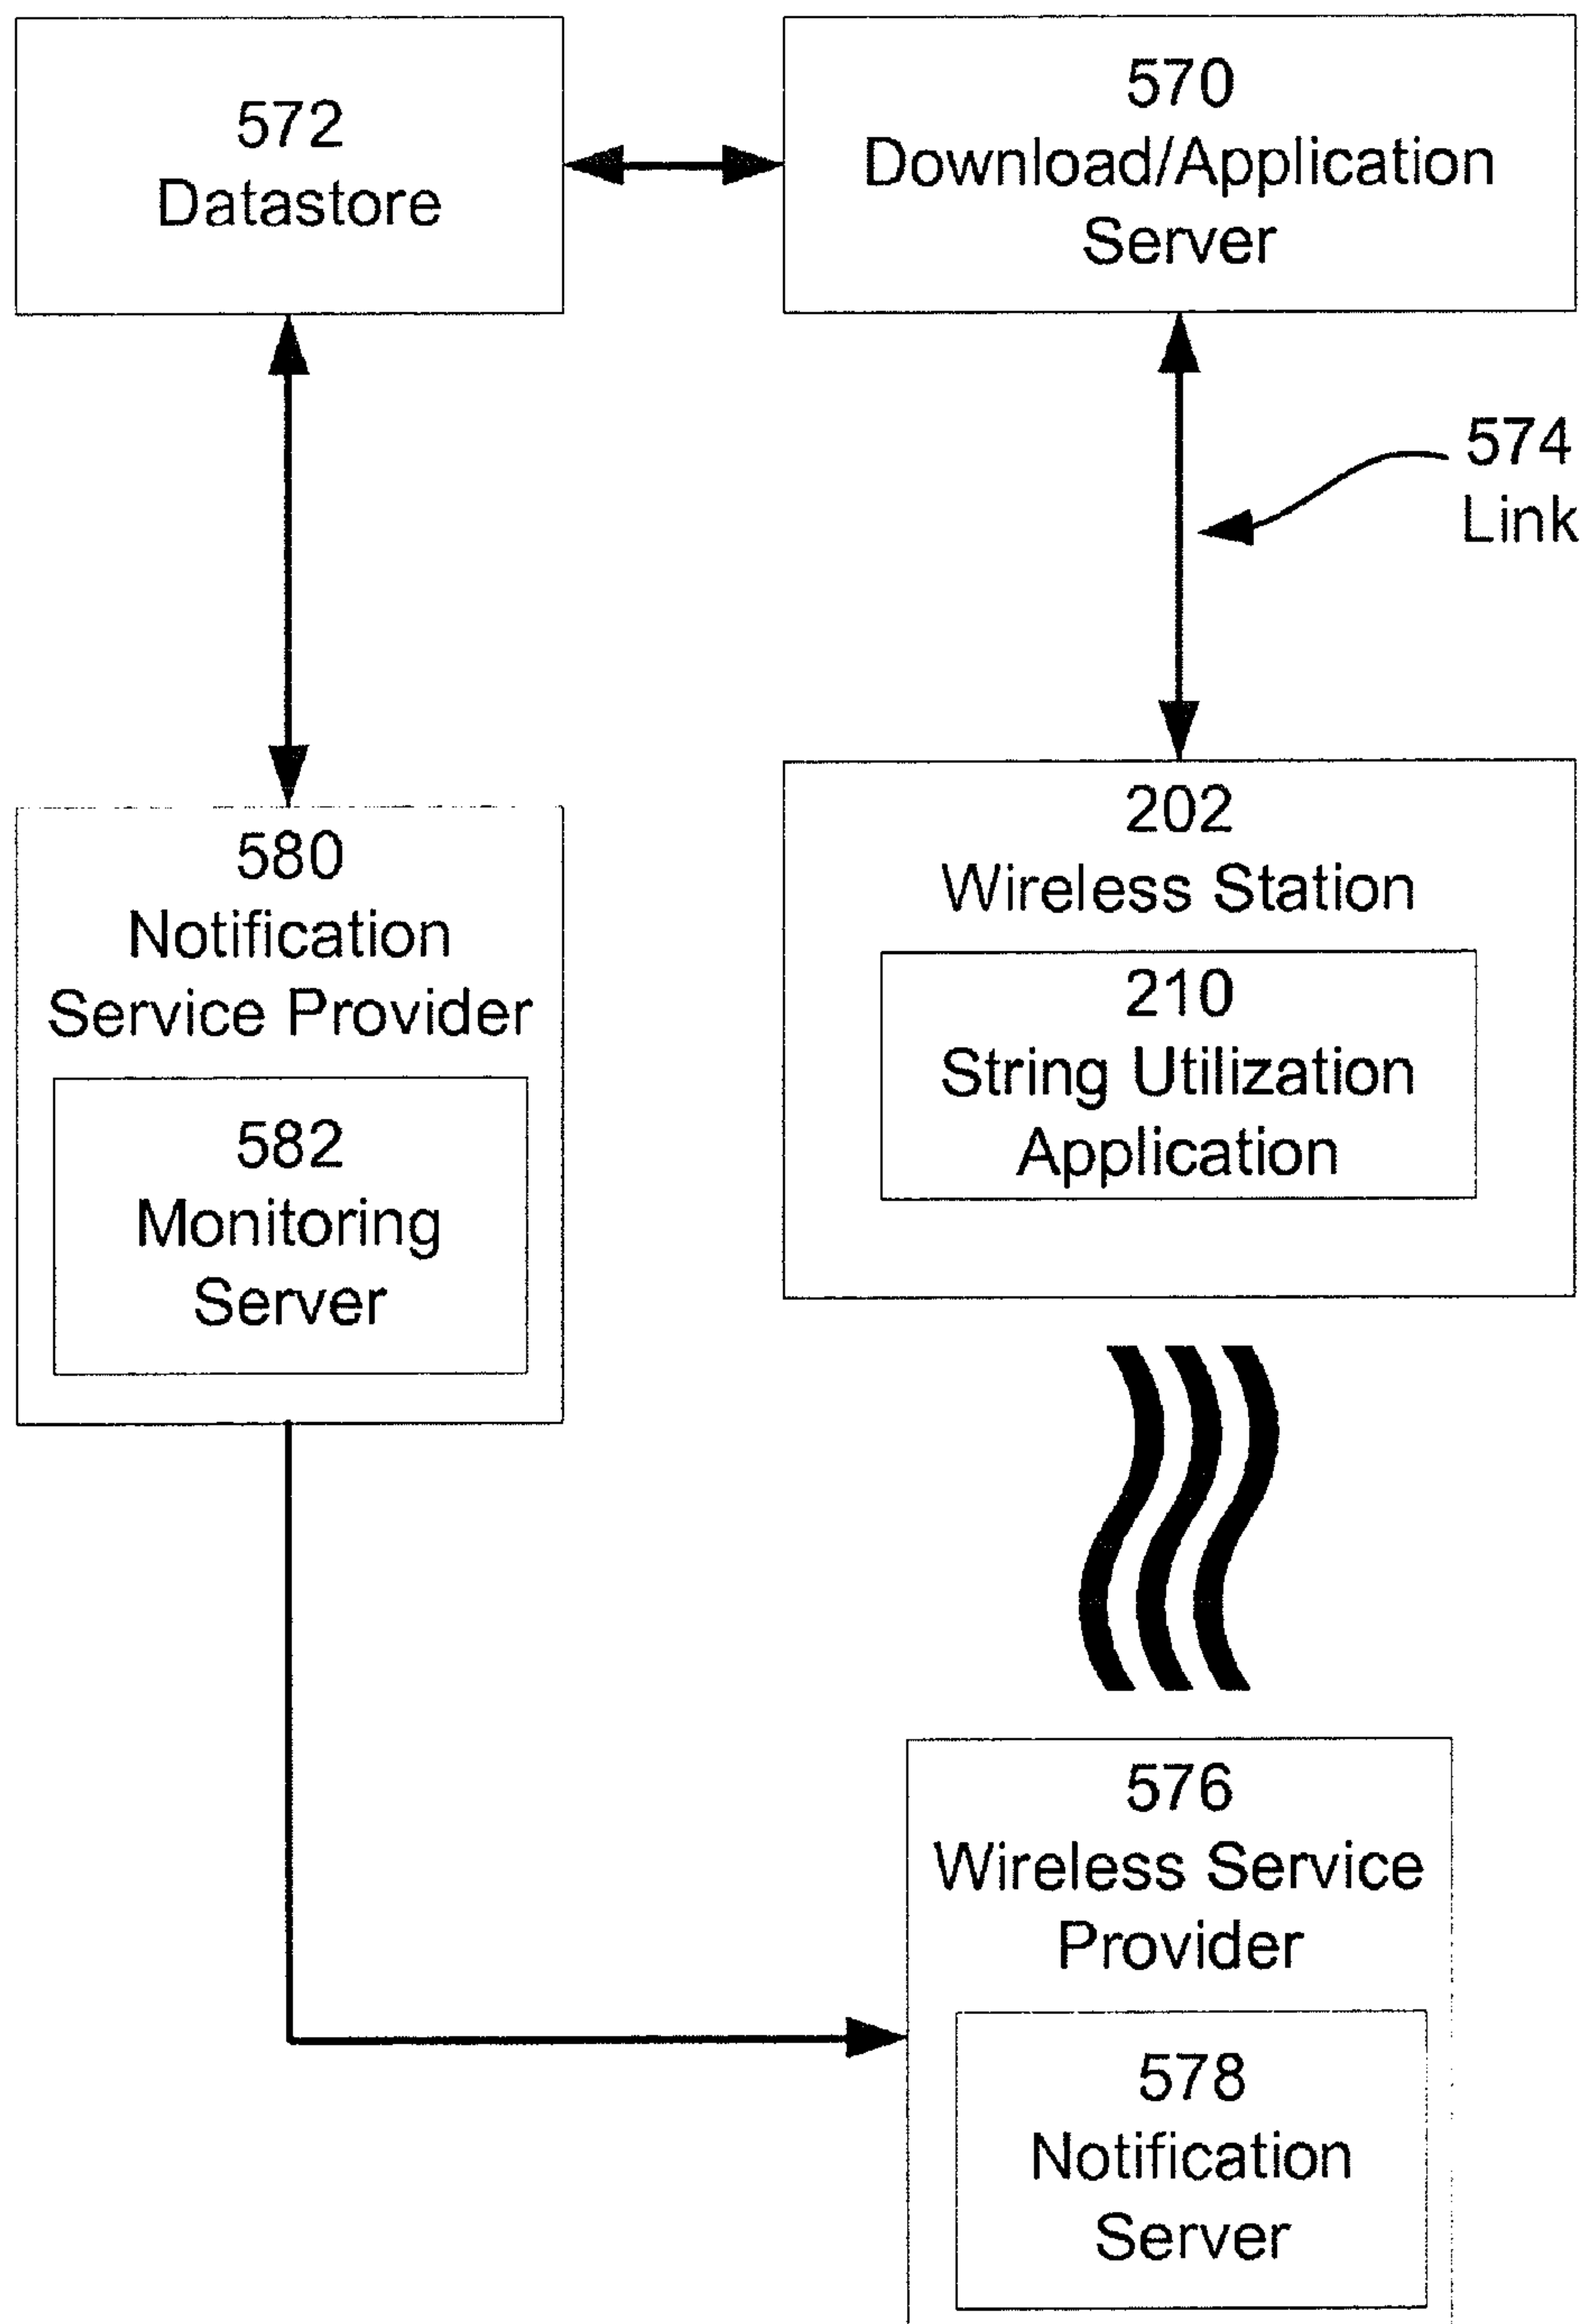 572
Datastore
570
Download/Application
Server
574
Link
580
Notification
Service Provider
582
Monitoring
Server
202
Wireless Station
210
String Utilization
Application
576
Wireless Service
Provider
578
Notification
Server